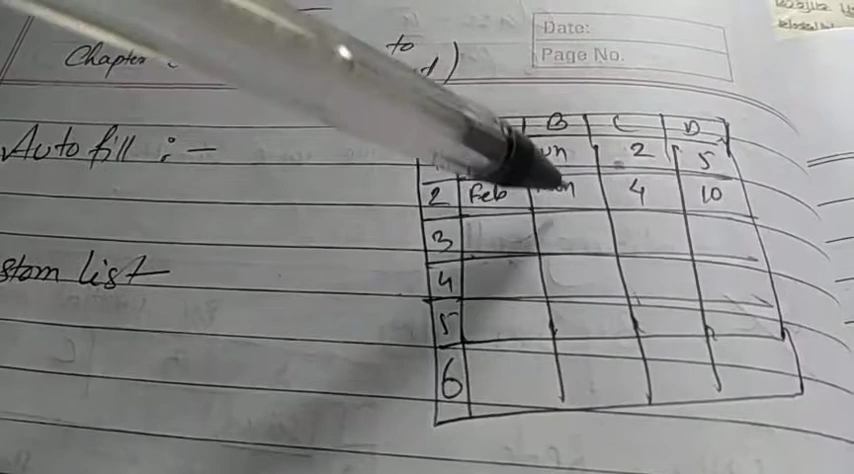 Date:
Page No.
Chapter to
Auto fill :-
B C D
2 5
2 Feb 4 10
3
stom list
4
5
6